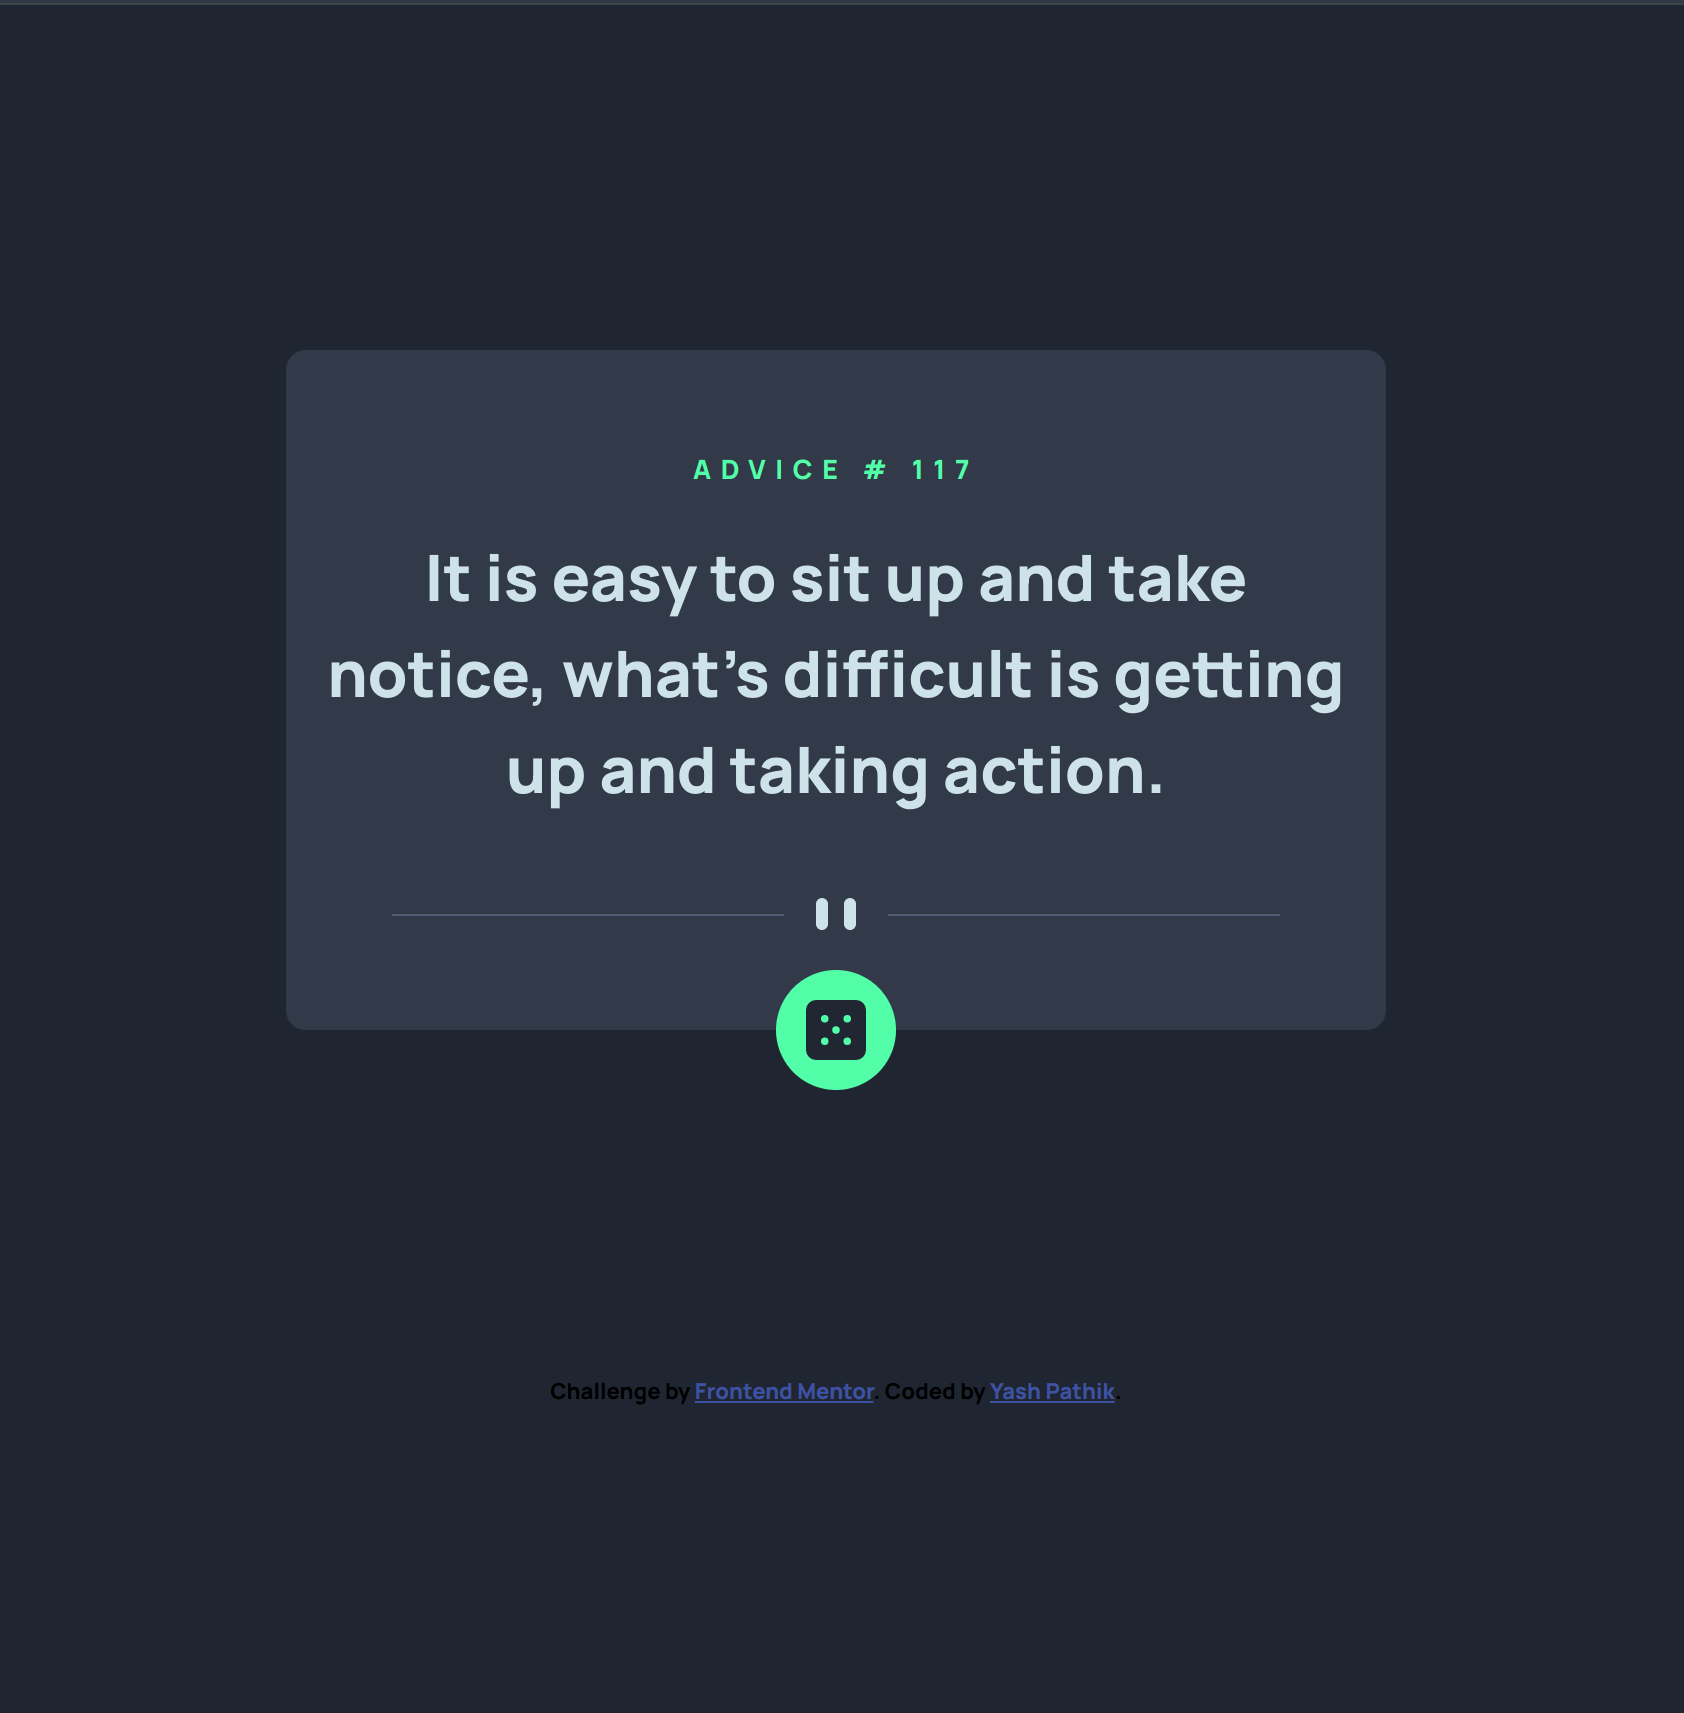 ADVICE # 117
It is easy to sit up and take
notice, what’s difficult is getting
up and taking action.
Challenge by Frontend Mentor. Coded by Yash Pathik.